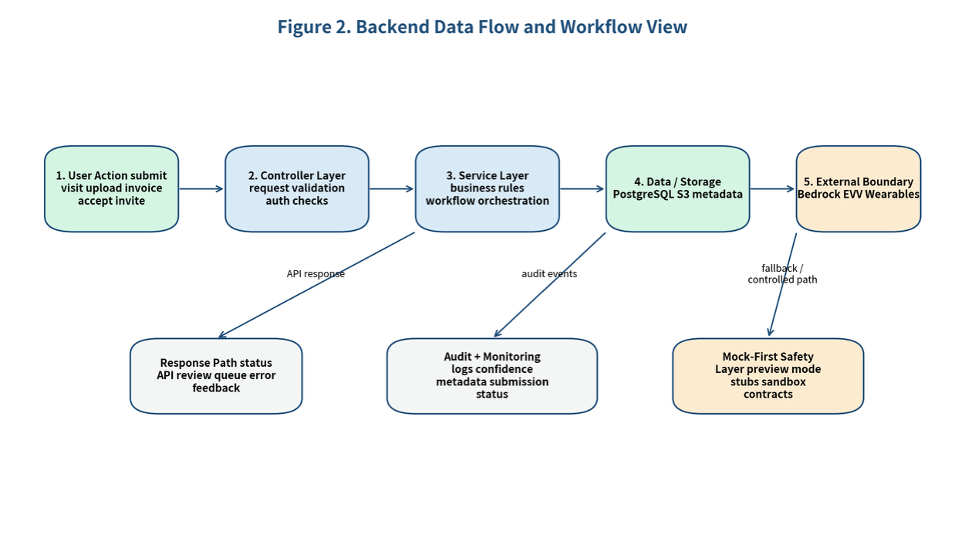 Figure 2. Backend Data Flow and Workflow View
1. User Action submit
visit upload invoice
accept invite
2. Controller Layer
request validation
auth checks
3. Service Layer
business rules
workflow orchestration
4. Data / Storage
PostgreSQL S3 metadata
5. External Boundary
Bedrock EVV Wearables
API response
audit events
fallback /
controlled path
Response Path status
API review queue error
feedback
Audit + Monitoring
logs confidence
metadata submission
status
Mock-First Safety
Layer preview mode
stubs sandbox
contracts